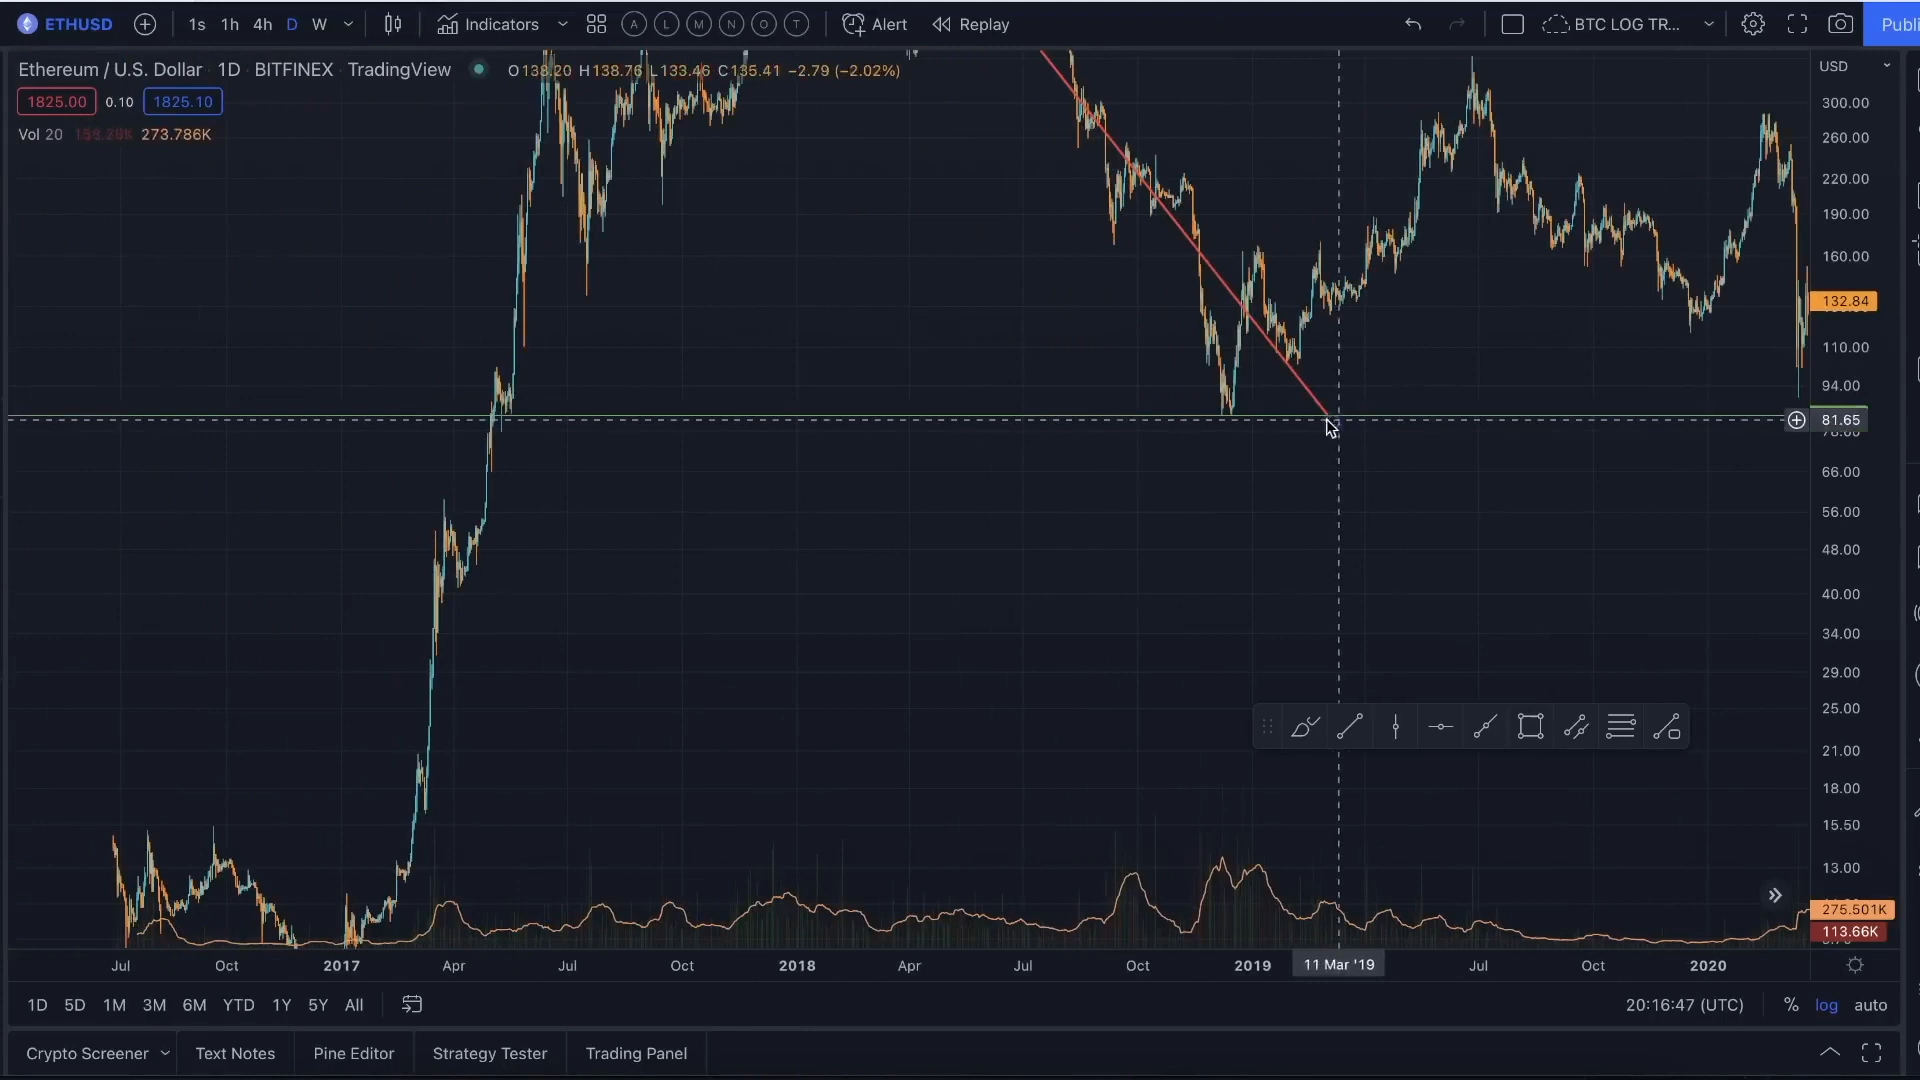 ETHUSD 1s 1h 4h D W Indicators A L M N O T Alert Replay BTC LOG TR... Publi
Ethereum / U.S. Dollar 1D BITFINEX TradingView O138.20 H138.76 L133.46 C135.41 −2.79 (−2.02%)
USD
1825.00 0.10 1825.10
Vol 20 273.786K
300.00
260.00
220.00
190.00
160.00
132.84
110.00
94.00
81.65
78.00
66.00
56.00
48.00
40.00
34.00
29.00
25.00
21.00
18.00
15.50
13.00
275.501K
113.66K
Jul Oct 2017 Apr Jul Oct 2018 Apr Jul Oct 2019 11 Mar '19 Jul Oct 2020
1D 5D 1M 3M 6M YTD 1Y 5Y All 20:16:47 (UTC) % log auto
Crypto Screener Text Notes Pine Editor Strategy Tester Trading Panel